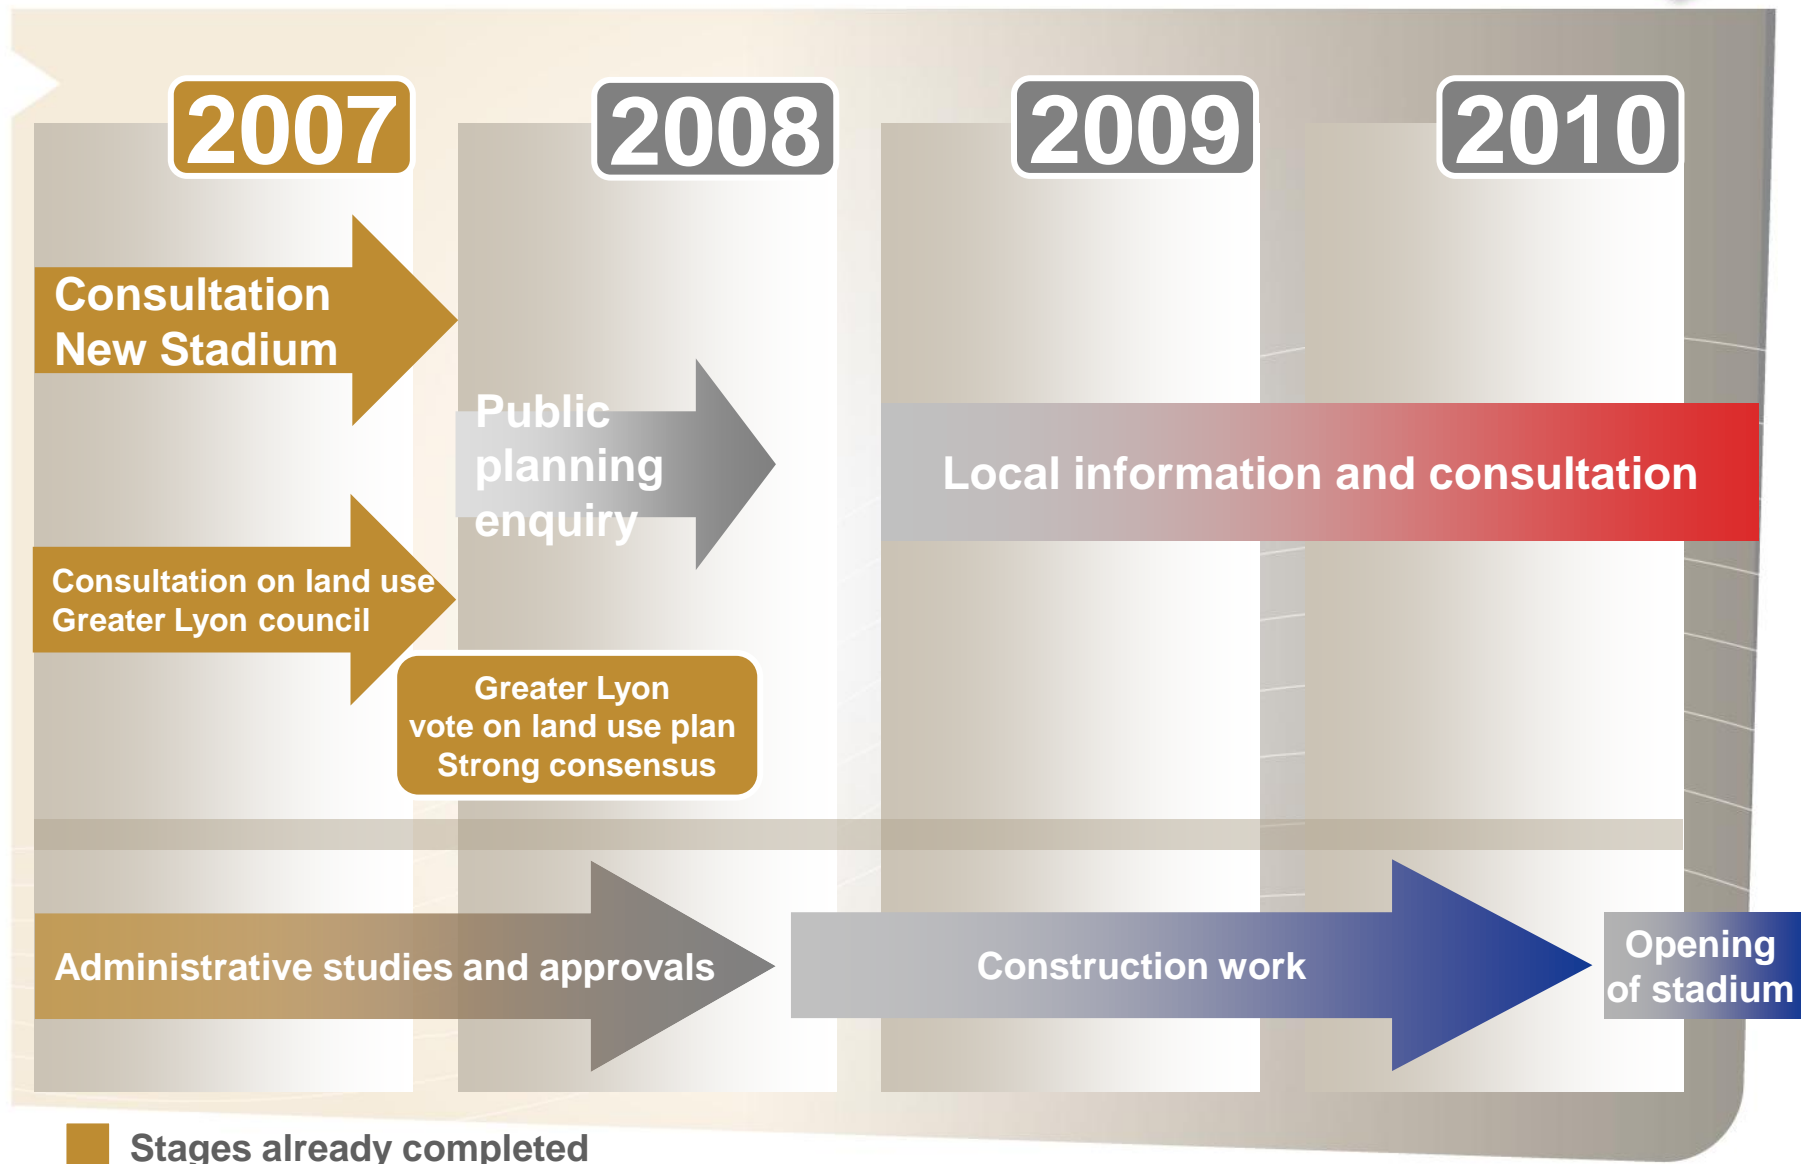 2007
2008
2009
2010
Consultation
New Stadium
Public
planning
enquiry
Local information and consultation
Consultation on land use
Greater Lyon council
Greater Lyon
vote on land use plan
Strong consensus
Administrative studies and approvals
Construction work
Opening
of stadium
Stages already completed